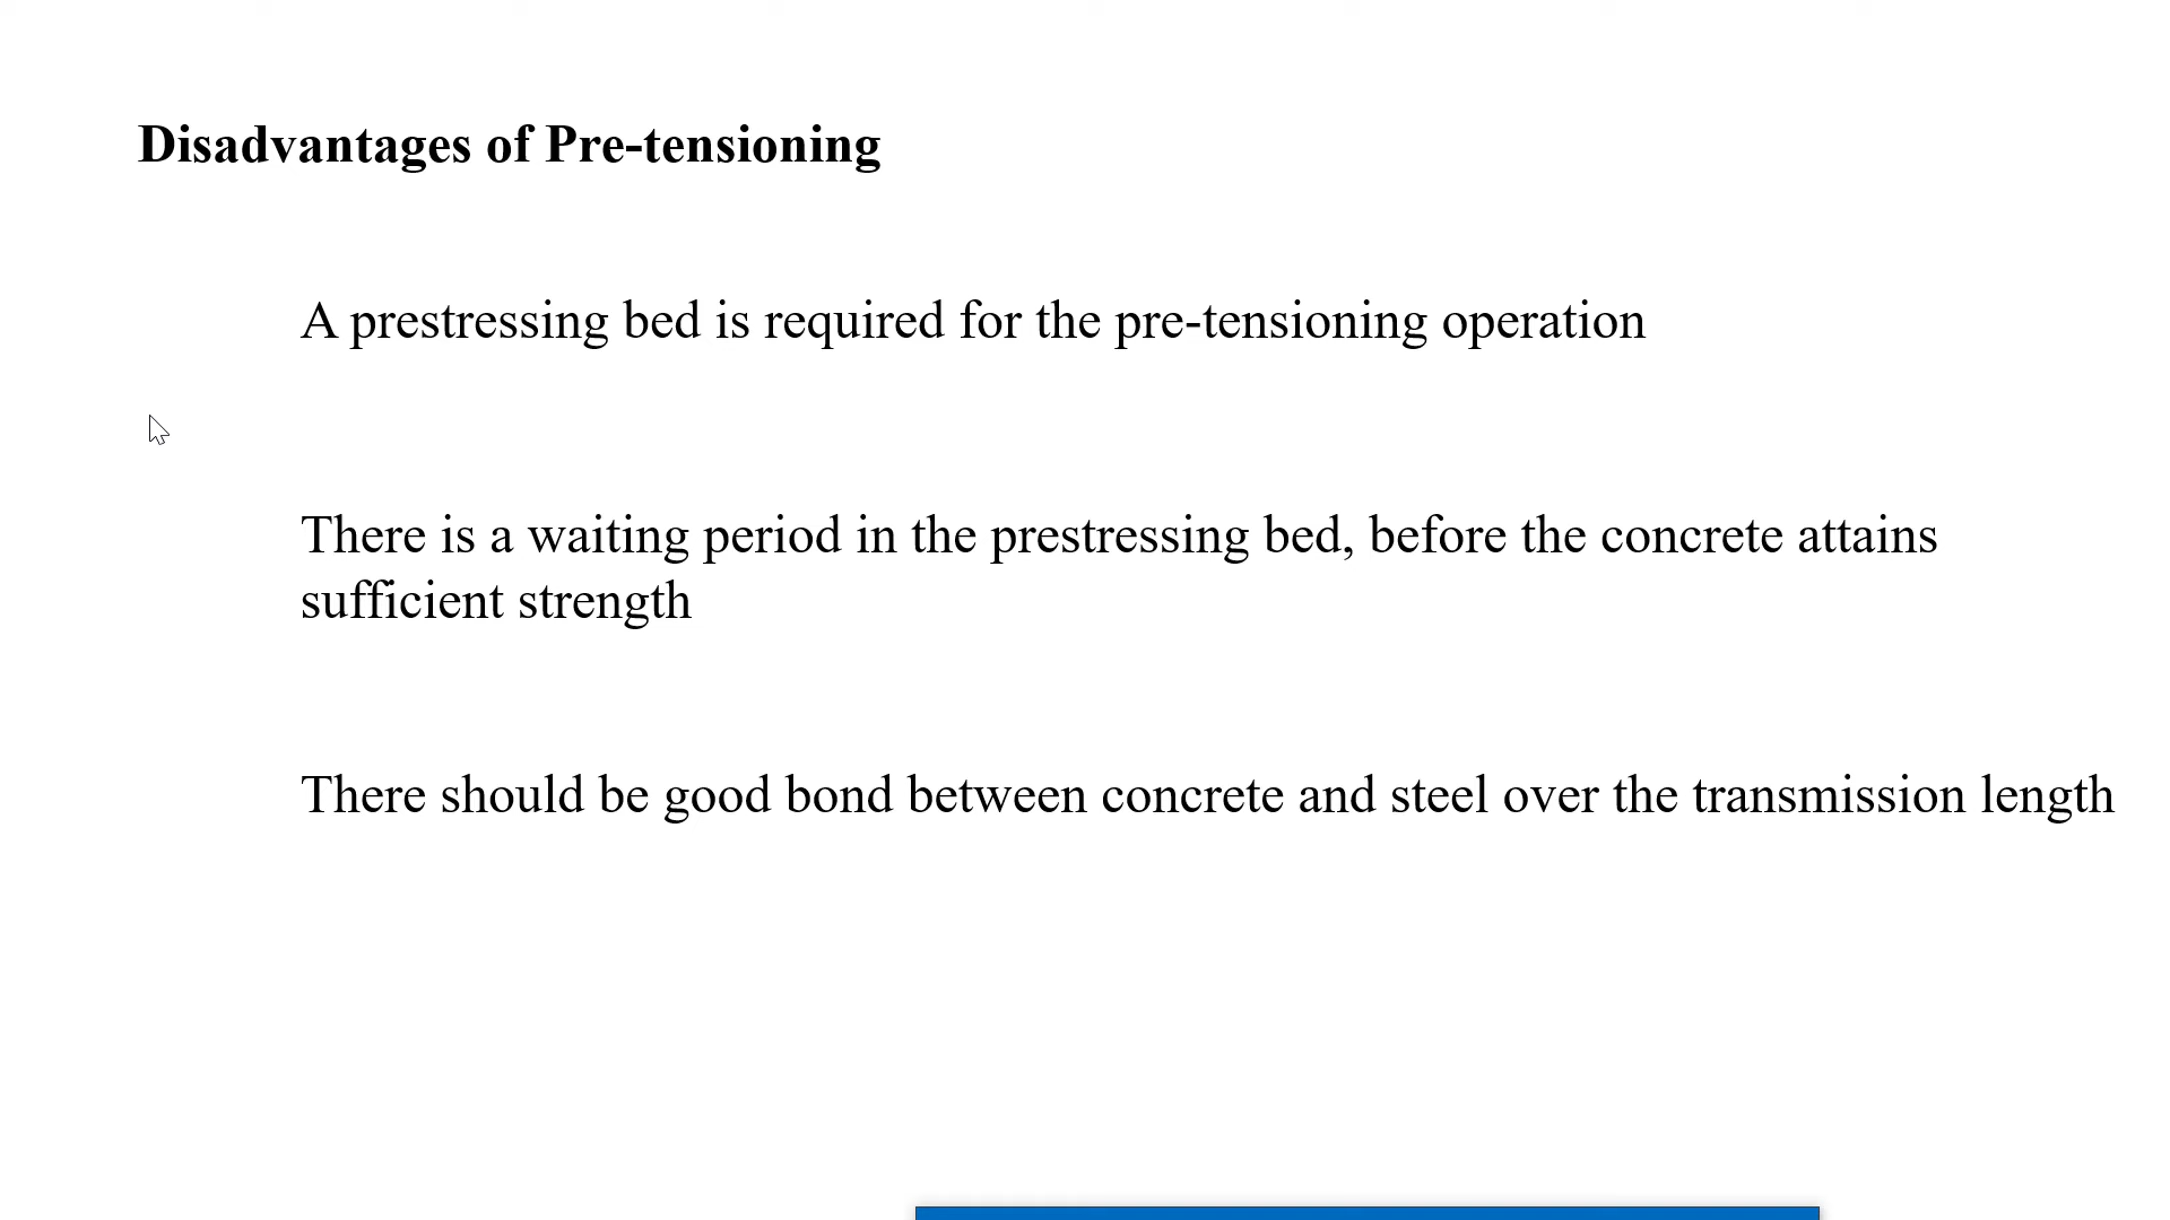 Disadvantages of Pre-tensioning
A prestressing bed is required for the pre-tensioning operation
There is a waiting period in the prestressing bed, before the concrete attains
sufficient strength
There should be good bond between concrete and steel over the transmission length